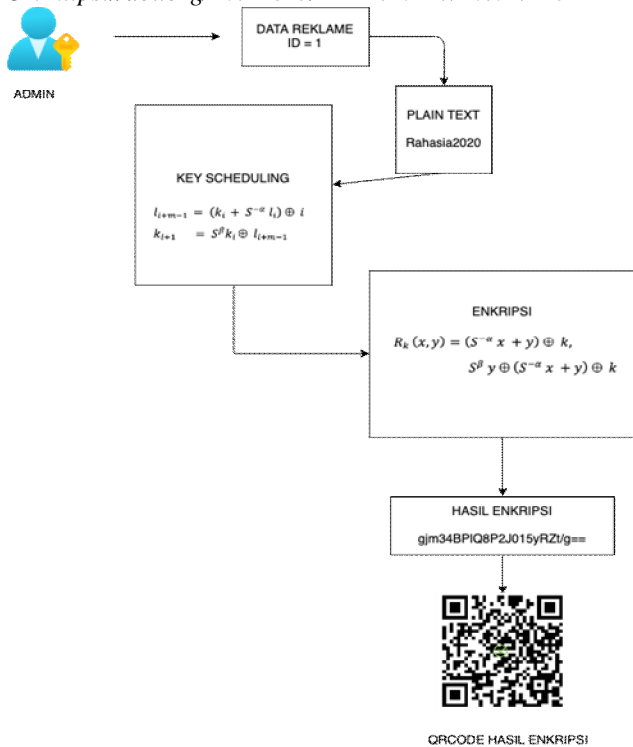 ADMIN
DATA REKLAME
ID = 1
PLAIN TEXT
Rahasia2020
KEY SCHEDULING
l_{i+m-1} = (k_i + S^{-α} l_i) ⊕ i
k_{i+1} = S^β k_i ⊕ l_{i+m-1}
ENKRIPSI
R_k (x, y) = (S^{-α} x + y) ⊕ k,
S^β y ⊕ (S^{-α} x + y) ⊕ k
HASIL ENKRIPSI
gjm34BPIQ8P2J015yRZt/g==
QRCODE HASIL ENKRIPSI